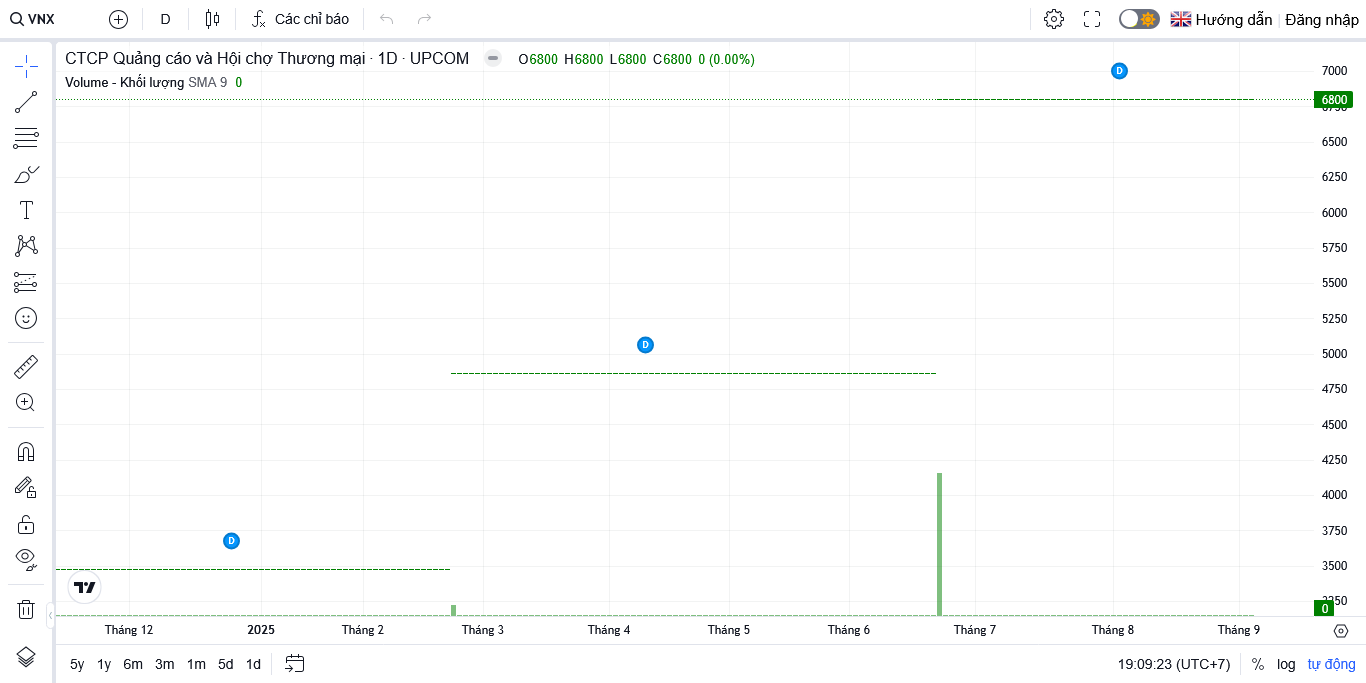 VNX D Các chỉ báo Hướng dẫn Đăng nhập
CTCP Quảng cáo và Hội chợ Thương mại · 1D · UPCOM O6800 H6800 L6800 C6800 0 (0.00%)
Volume - Khối lượng SMA 9 0
D
7000
6800
6500
6250
6000
5750
5500
5250
D
5000
4750
4500
4250
4000
3750
D
3500
0
Tháng 12 2025 Tháng 2 Tháng 3 Tháng 4 Tháng 5 Tháng 6 Tháng 7 Tháng 8 Tháng 9
5y 1y 6m 3m 1m 5d 1d 19:09:23 (UTC+7) % log tự động